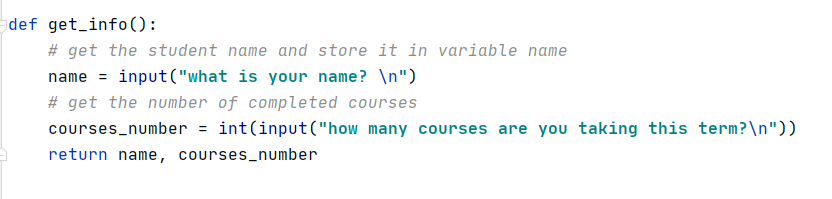 def get_info():
    # get the student name and store it in variable name
    name = input("what is your name? \n")
    # get the number of completed courses
    courses_number = int(input("how many courses are you taking this term?\n"))
    return name, courses_number